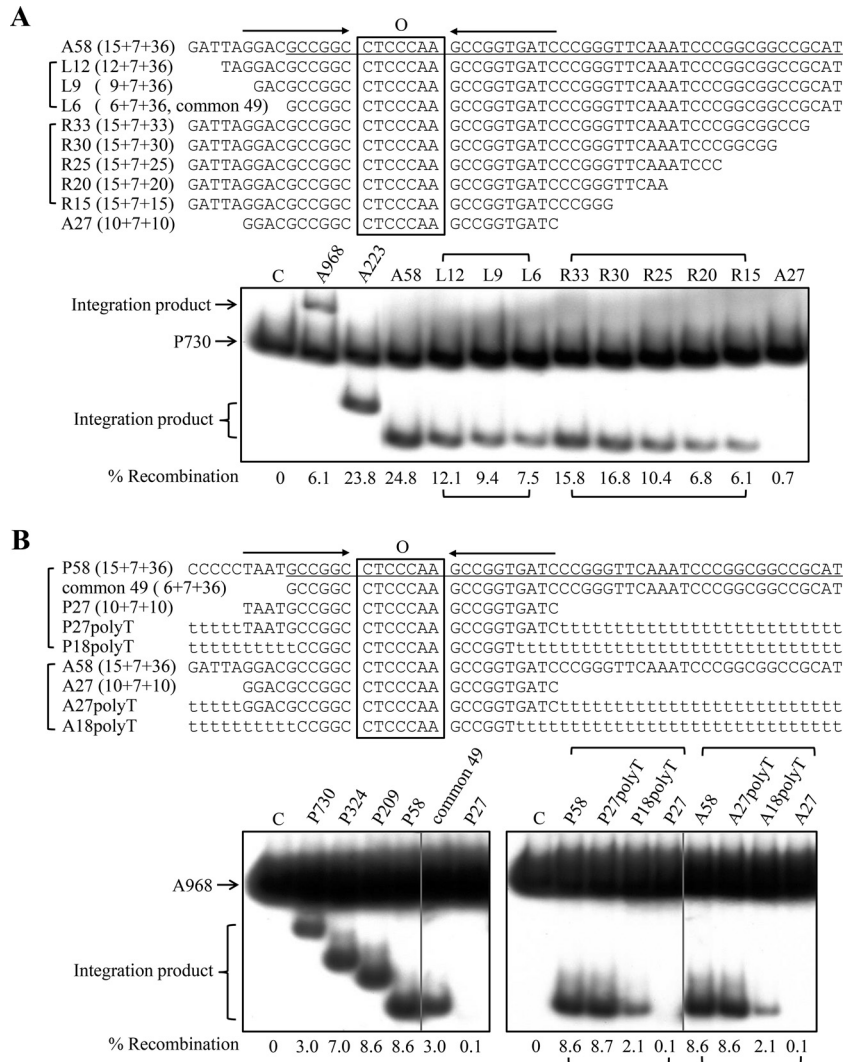 A
O
A58 (15+7+36) GATTAGGACGCCGGC CTCCCAA GCCGGTGATCCCGGGTTCAAATCCCGGCGGCCGCAT
L12 (12+7+36) TAGGACGCCGGC CTCCCAA GCCGGTGATCCCGGGTTCAAATCCCGGCGGCCGCAT
L9 ( 9+7+36) GACGCCGGC CTCCCAA GCCGGTGATCCCGGGTTCAAATCCCGGCGGCCGCAT
L6 ( 6+7+36, common 49) GCCGGC CTCCCAA GCCGGTGATCCCGGGTTCAAATCCCGGCGGCCGCAT
R33 (15+7+33) GATTAGGACGCCGGC CTCCCAA GCCGGTGATCCCGGGTTCAAATCCCGGCGGCCG
R30 (15+7+30) GATTAGGACGCCGGC CTCCCAA GCCGGTGATCCCGGGTTCAAATCCCGGCGG
R25 (15+7+25) GATTAGGACGCCGGC CTCCCAA GCCGGTGATCCCGGGTTCAAATCCC
R20 (15+7+20) GATTAGGACGCCGGC CTCCCAA GCCGGTGATCCCGGGTTCAA
R15 (15+7+15) GATTAGGACGCCGGC CTCCCAA GCCGGTGATCCCGGG
A27 (10+7+10) GGACGCCGGC CTCCCAA GCCGGTGATC
C A968 A223 A58 L12 L9 L6 R33 R30 R25 R20 R15 A27
Integration product
P730
Integration product
% Recombination 0 6.1 23.8 24.8 12.1 9.4 7.5 15.8 16.8 10.4 6.8 6.1 0.7
B
O
P58 (15+7+36) CCCCCTAATGCCGGC CTCCCAA GCCGGTGATCCCGGGTTCAAATCCCGGCGGCCGCAT
common 49 ( 6+7+36) GCCGGC CTCCCAA GCCGGTGATCCCGGGTTCAAATCCCGGCGGCCGCAT
P27 (10+7+10) TAATGCCGGC CTCCCAA GCCGGTGATC
P27polyT tttttTAATGCCGGC CTCCCAA GCCGGTGATCtttttttttttttttttttttttttt
P18polyT ttttttttttCCGGC CTCCCAA GCCGGTtttttttttttttttttttttttttttttt
A58 (15+7+36) GATTAGGACGCCGGC CTCCCAA GCCGGTGATCCCGGGTTCAAATCCCGGCGGCCGCAT
A27 (10+7+10) GGACGCCGGC CTCCCAA GCCGGTGATC
A27polyT tttttGGACGCCGGC CTCCCAA GCCGGTGATCtttttttttttttttttttttttttt
A18polyT ttttttttttCCGGC CTCCCAA GCCGGTtttttttttttttttttttttttttttttt
C P730 P324 P209 P58 common 49 P27 C P58 P27polyT P18polyT P27 A58 A27polyT A18polyT A27
A968
Integration product
% Recombination 0 3.0 7.0 8.6 8.6 3.0 0.1 0 8.6 8.7 2.1 0.1 8.6 8.6 2.1 0.1